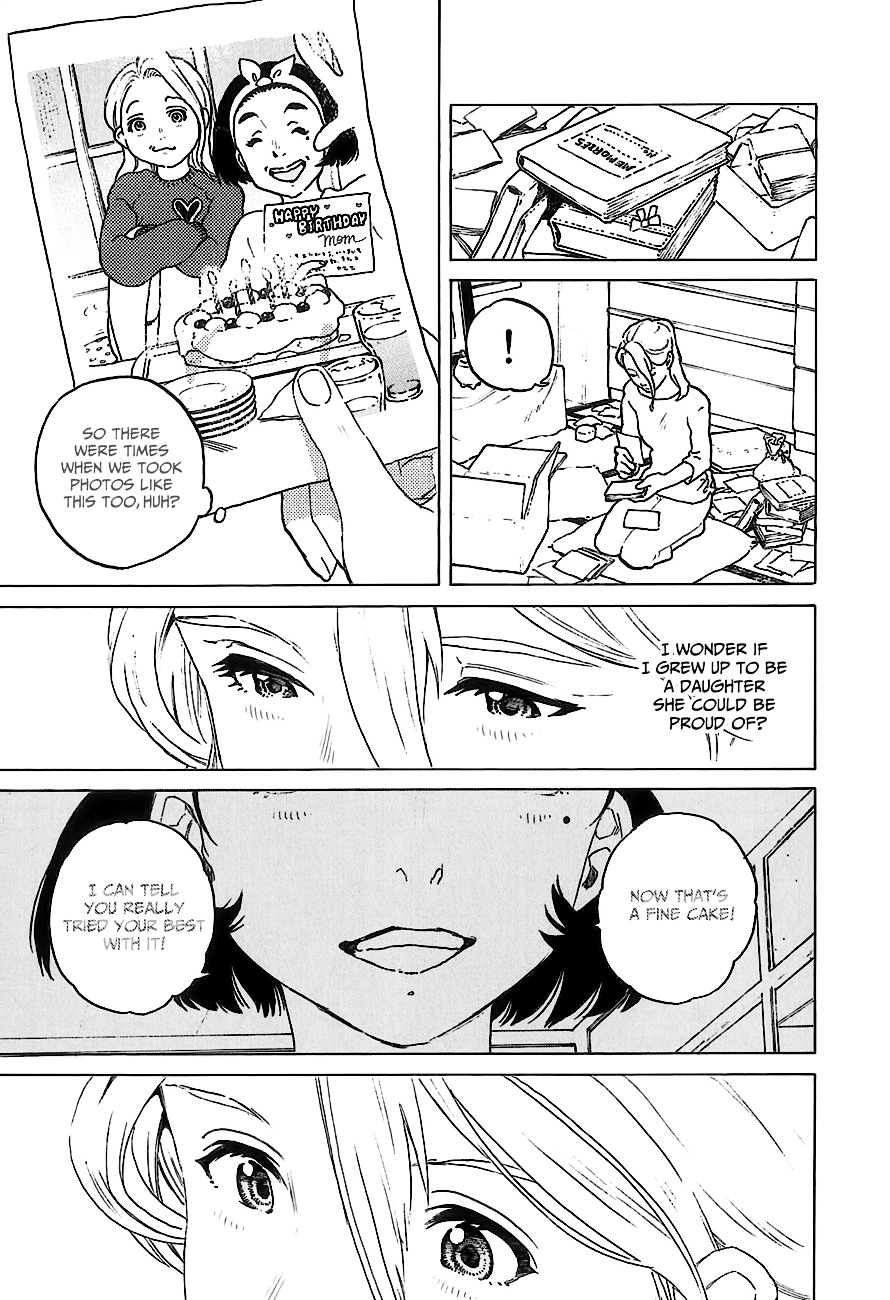 MEMORIES
!
HAPPY
BIRTHDAY
mom
SO THERE
WERE TIMES
WHEN WE TOOK
PHOTOS LIKE
THIS TOO, HUH?
I WONDER IF
I GREW UP TO BE
A DAUGHTER
SHE COULD BE
PROUD OF?
NOW THAT'S
A FINE CAKE!
I CAN TELL
YOU REALLY
TRIED YOUR BEST
WITH IT!